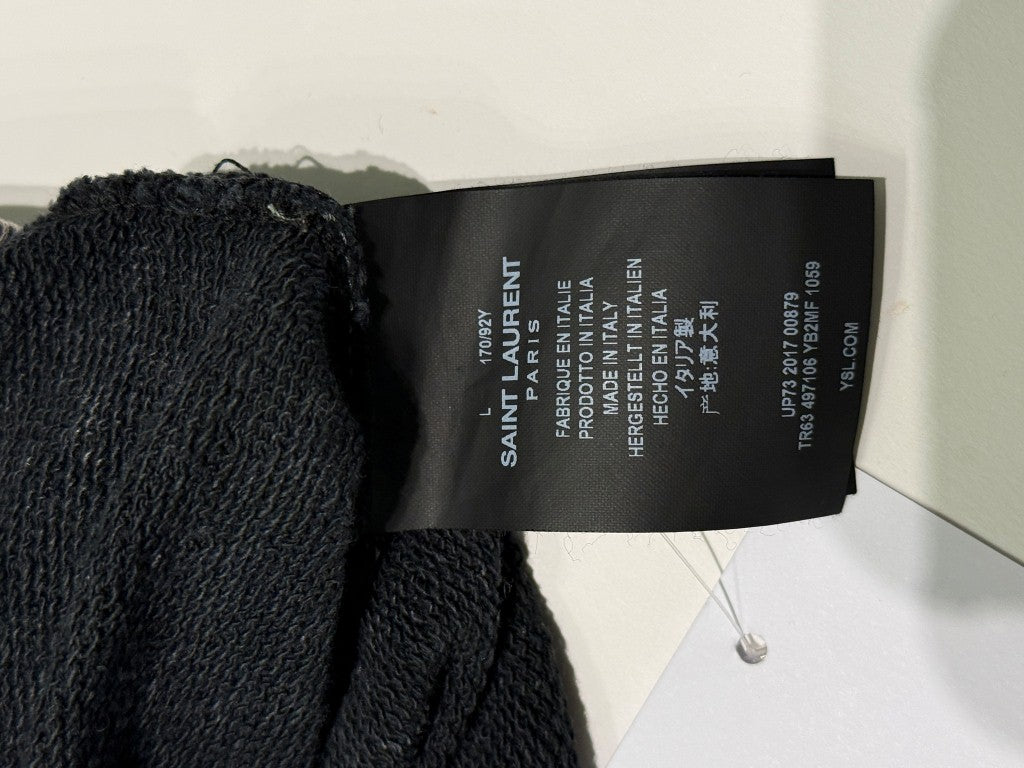 L 170/92Y
SAINT LAURENT
PARIS
FABRIQUE EN ITALIE
PRODOTTO IN ITALIA
MADE IN ITALY
HERGESTELLT IN ITALIEN
HECHO EN ITALIA
イタリア製
产地:意大利
UP73 2017 00879
TR63 497106 YB2MF 1059
YSL.COM